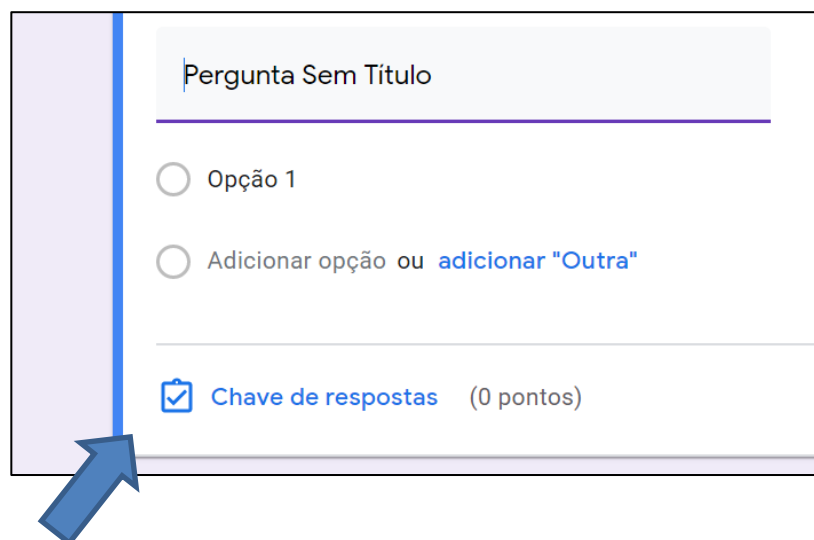 Pergunta Sem Título
Opção 1
Adicionar opção ou adicionar "Outra"
Chave de respostas (0 pontos)